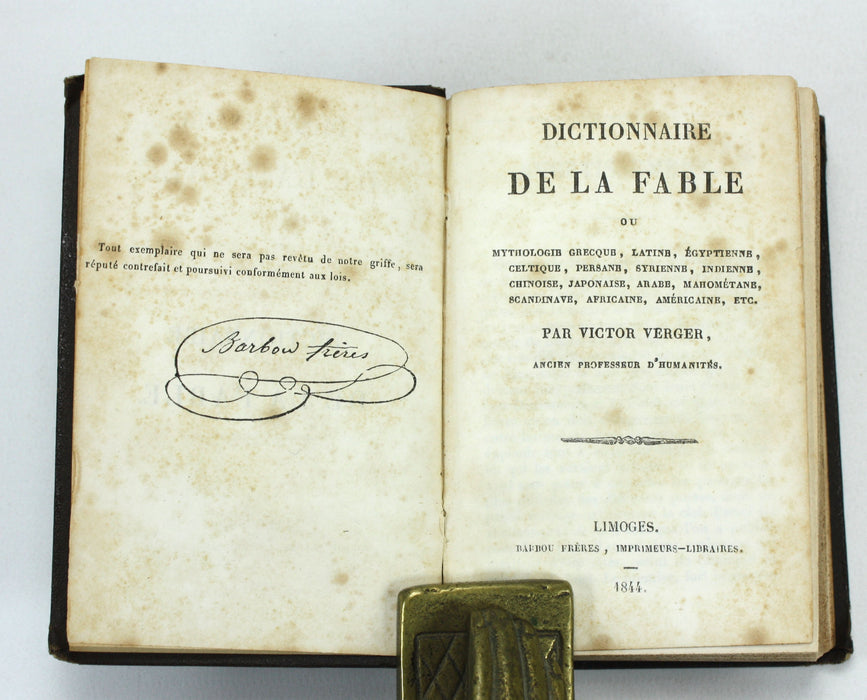 Tout exemplaire qui ne sera pas revêtu de notre griffe, sera
réputé contrefait et poursuivi conformément aux lois.
Barbou frères
DICTIONNAIRE
DE LA FABLE
OU
MYTHOLOGIE GRECQUE, LATINE, ÉGYPTIENNE,
CELTIQUE, PERSANE, SYRIENNE, INDIENNE,
CHINOISE, JAPONAISE, ARABE, MAHOMÉTANE,
SCANDINAVE, AFRICAINE, AMÉRICAINE, ETC.
PAR VICTOR VERGER,
ANCIEN PROFESSEUR D'HUMANITÉS.
LIMOGES.
BARBOU FRÈRES, IMPRIMEURS-LIBRAIRES.
1844.